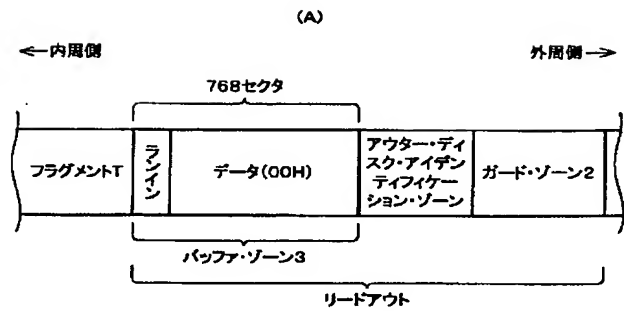 (A)
←内周側
外周側→
768セクタ
フラグメントT
ランイン
データ(00H)
アウター・ディ
スク・アイデン
ティフィケー
ション・ゾーン
ガード・ゾーン2
バッファ・ゾーン3
リードアウト